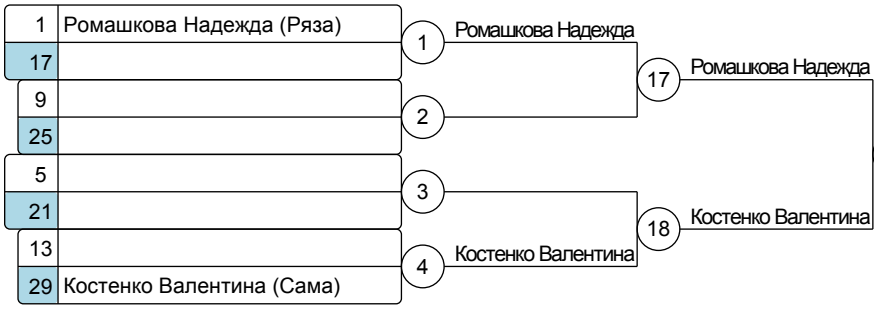 1 Ромашкова Надежда (Ряза)
17
1 Ромашкова Надежда
9
25
2
17 Ромашкова Надежда
5
21
3
13
29 Костенко Валентина (Сама)
4 Костенко Валентина
18 Костенко Валентина